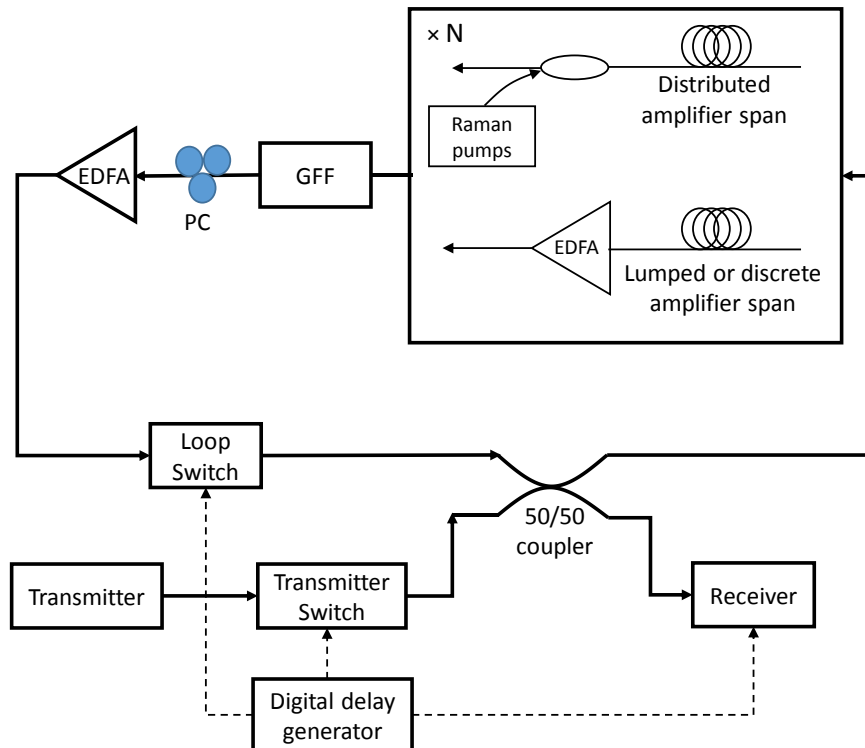 × N
Distributed
amplifier span
Raman
pumps
EDFA
PC
GFF
EDFA
Lumped or discrete
amplifier span
Loop
Switch
50/50
coupler
Transmitter
Transmitter
Switch
Receiver
Digital delay
generator